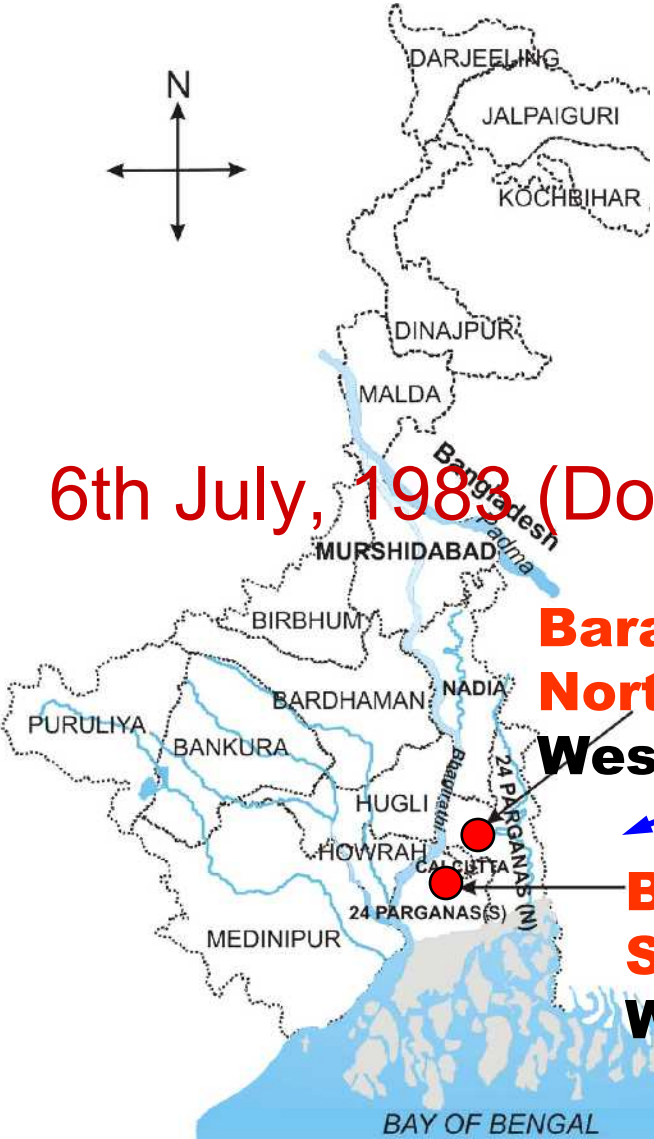 DARJEELING
N
JALPAIGURI
KOCHBIHAR
DINAJPUR
MALDA
Bangladesh
6th July, 1983 (Do
Padma
MURSHIDABAD
BIRBHUM
Bara
NADIA
Nort
BARDHAMAN
PURULIYA
BANKURA
Wes
Bhagirathi
24 PARGANAS (N)
HUGLI
HOWRAH
CALCUTTA
B
24 PARGANAS(S)
MEDINIPUR
S
W
BAY OF BENGAL